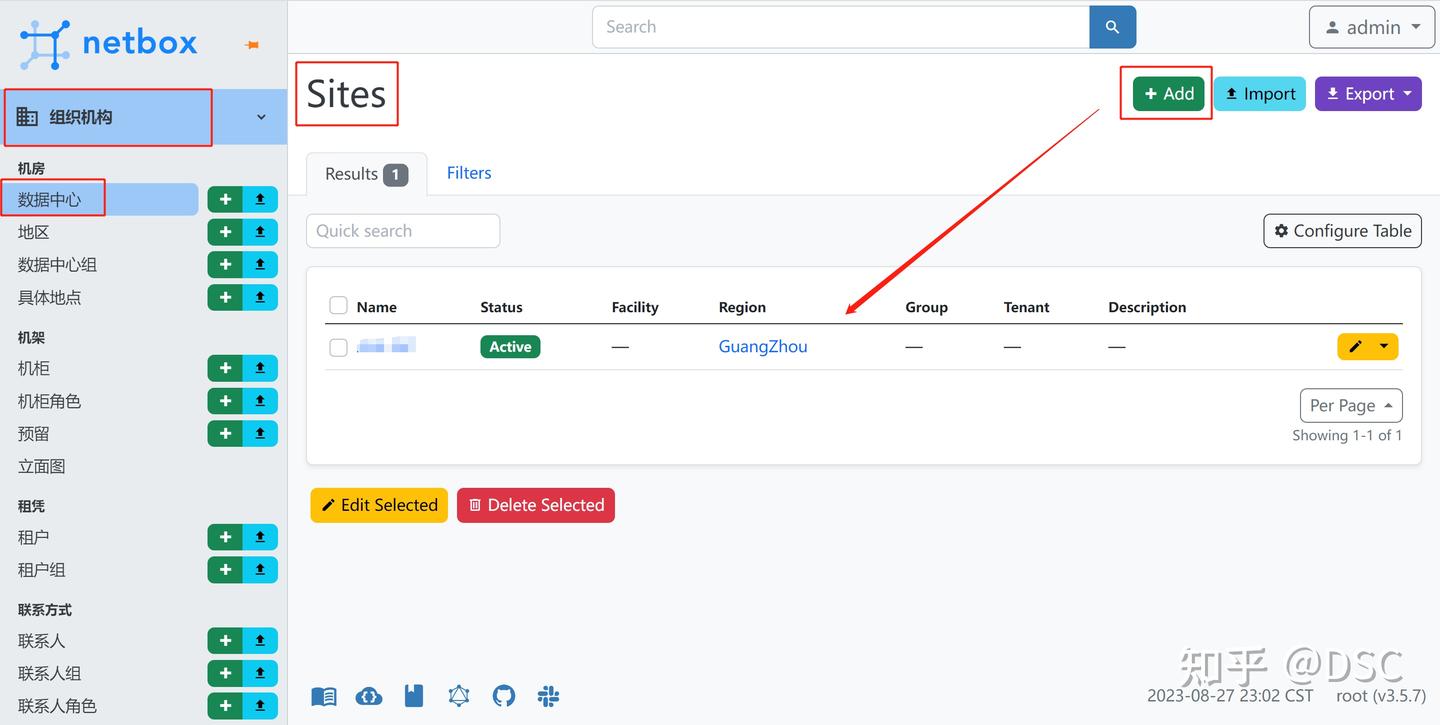 netbox
Search
admin
组织机构
Sites
Add
Import
Export
机房
数据中心
地区
数据中心组
具体地点
机架
机柜
机柜角色
预留
立面图
租凭
租户
租户组
联系方式
联系人
联系人组
联系人角色
Results 1
Filters
Quick search
Configure Table
Name Status Facility Region Group Tenant Description
Active — GuangZhou — — —
Per Page
Showing 1-1 of 1
Edit Selected
Delete Selected
知乎 @DSC
2023-08-27 23:02 CST root (v3.5.7)